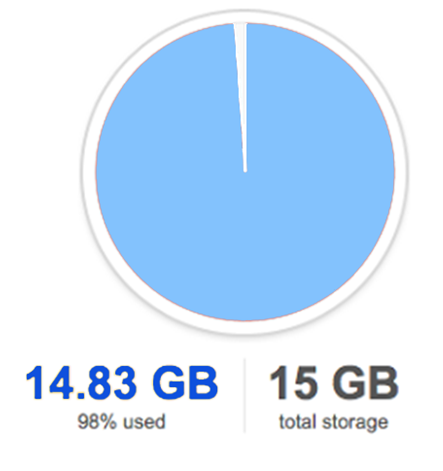 14.83 GB
98% used
15 GB
total storage